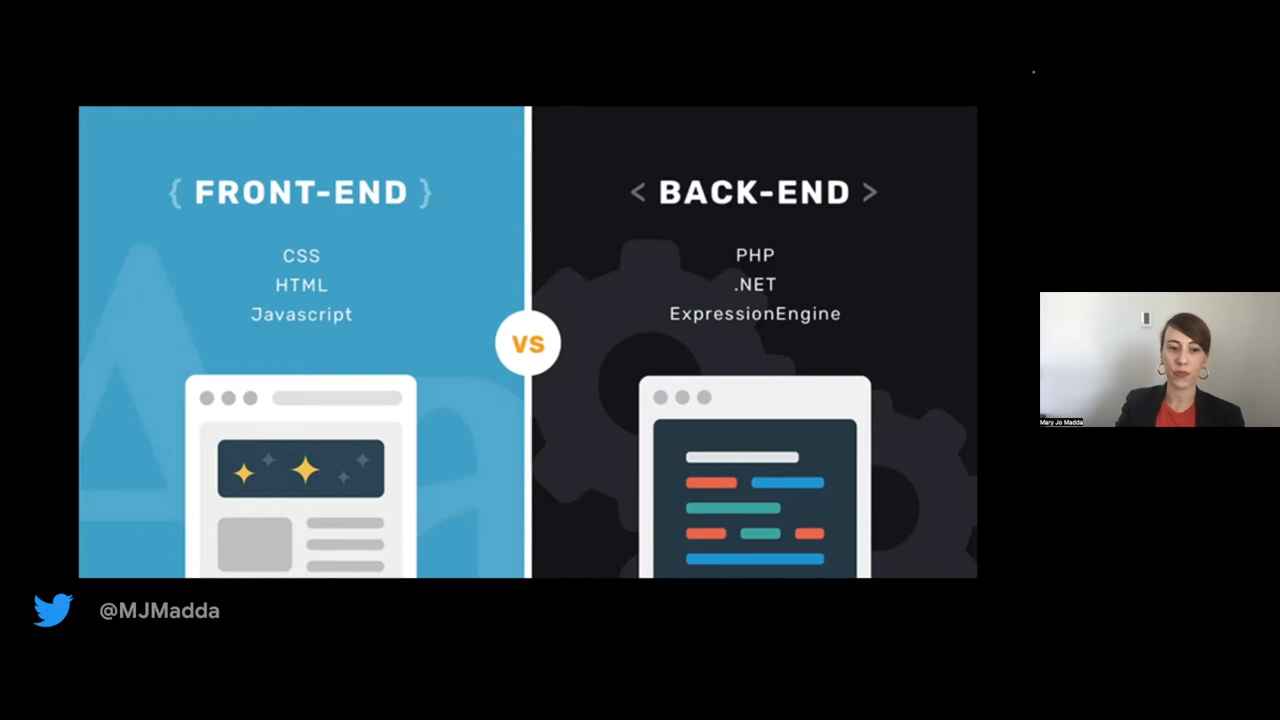 { FRONT-END }
CSS
HTML
Javascript
VS
< BACK-END >
PHP
.NET
ExpressionEngine
Mary Jo Madda
@MJMadda